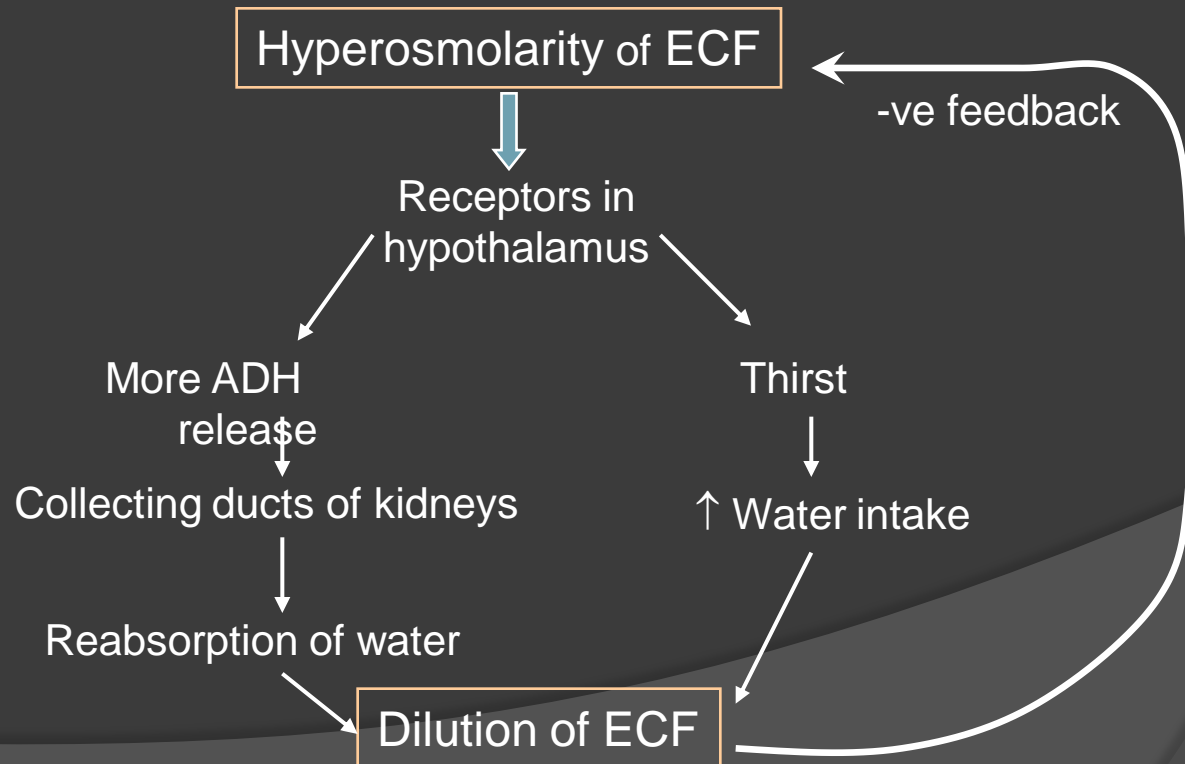 Hyperosmolarity of ECF
-ve feedback
Receptors in
hypothalamus
More ADH
release
Thirst
Collecting ducts of kidneys
↑ Water intake
Reabsorption of water
Dilution of ECF